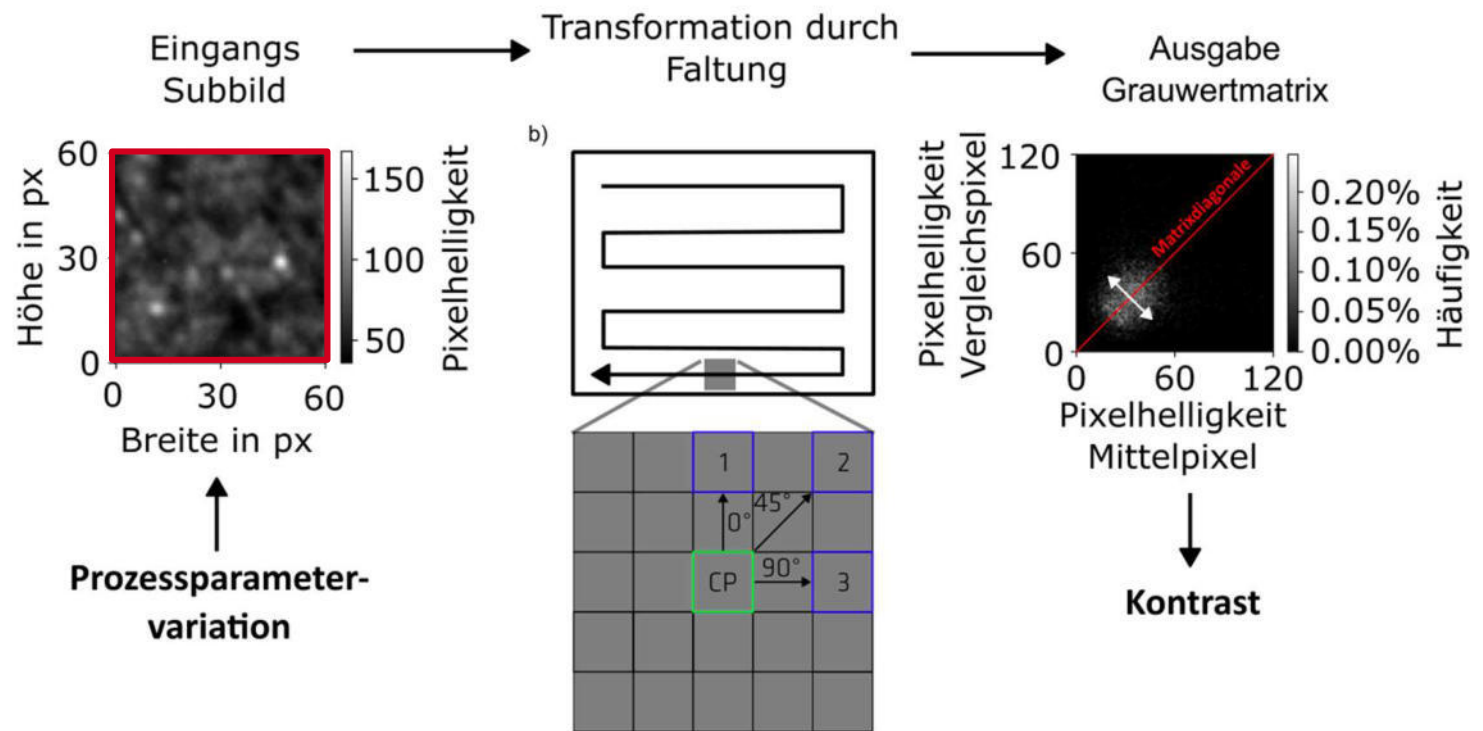 Eingangs
Subbild
Transformation durch
Faltung
Ausgabe
Grauwertmatrix
Höhe in px
60
30
0
0
30
60
Breite in px
150
100
50
Pixelhelligkeit
Prozessparameter-
variation
b)
1
2
45°
0°
CP
90°
3
Pixelhelligkeit
Vergleichspixel
120
60
0
Matrixdiagonale
0
60
120
Pixelhelligkeit
Mittelpixel
0.20%
0.15%
0.10%
0.05%
0.00%
Häufigkeit
Kontrast